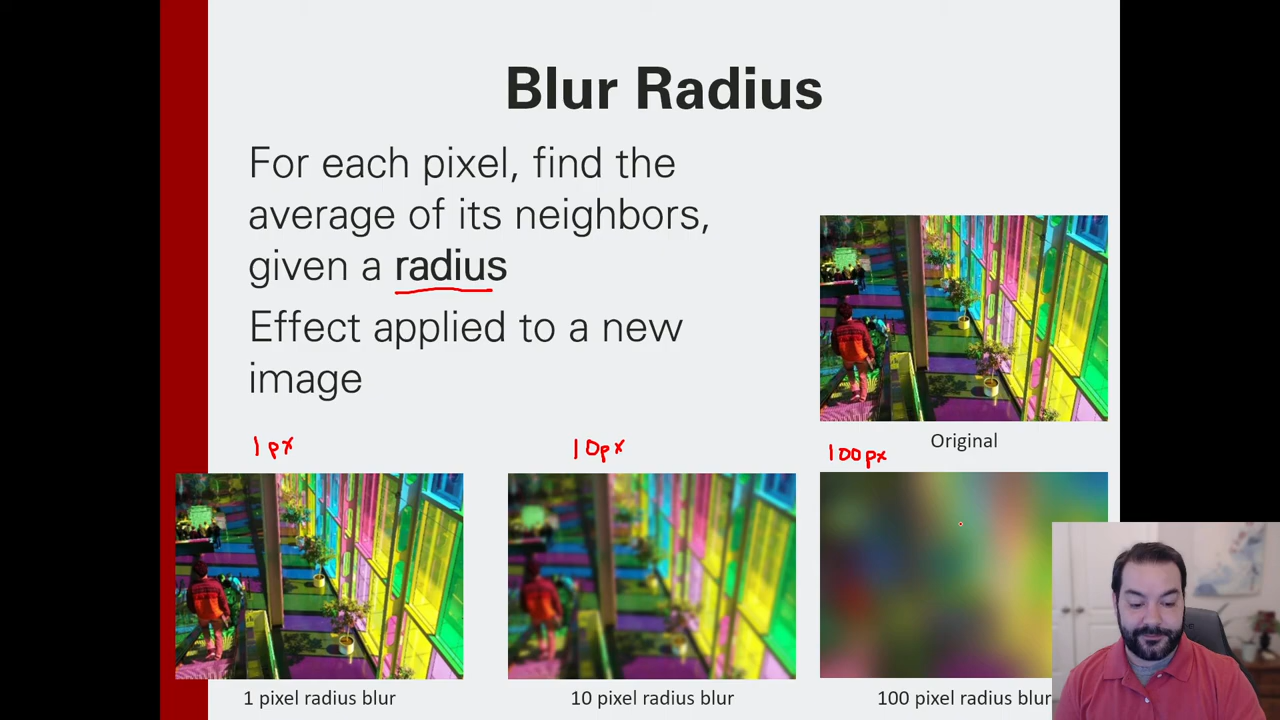 Blur Radius
For each pixel, find the
average of its neighbors,
given a radius
Effect applied to a new
image
Original
1px
10px
100px
1 pixel radius blur
10 pixel radius blur
100 pixel radius blur